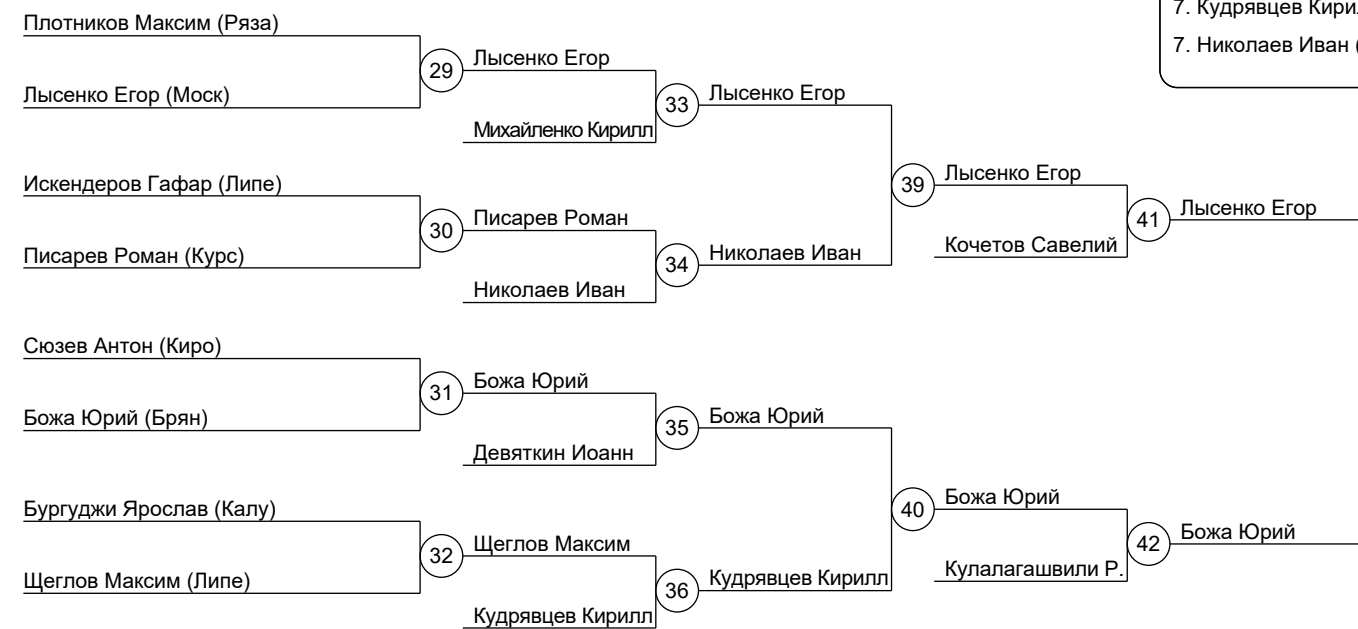 7. Кудрявцев
7. Николаев Иван (
Плотников Максим (Ряза)
29
Лысенко Егор
Лысенко Егор (Моск)
33
Лысенко Егор
Михайленко Кирилл
Искендеров Гафар (Липе)
30
Писарев Роман
Писарев Роман (Курс)
34
Николаев Иван
Николаев Иван
39
Лысенко Егор
Кочетов Савелий
41
Лысенко Егор
Сюзев Антон (Киро)
31
Божа Юрий
Божа Юрий (Брян)
35
Божа Юрий
Девяткин Иоанн
Бургуджи Ярослав (Калу)
32
Щеглов Максим
Щеглов Максим (Липе)
36
Кудрявцев Кирилл
Кудрявцев Кирилл
40
Божа Юрий
Кулалагашвили Р.
42
Божа Юрий